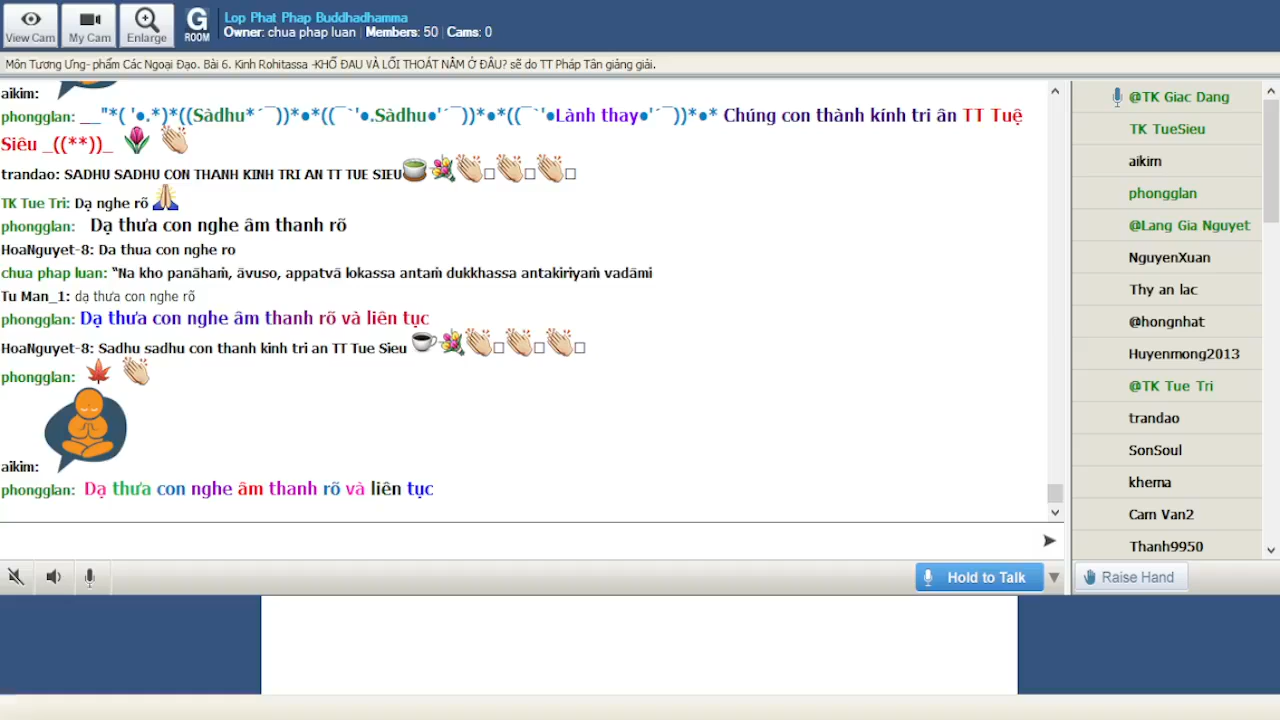 View Cam
My Cam
Enlarge
G
ROOM
Lop Phat Phap Buddhadhamma
Owner: chua phap luan | Members: 50 | Cams: 0
Môn Tương Ưng- phẩm Các Ngoại Đạo. Bài 6. Kinh Rohitassa -KHỔ ĐAU VÀ LỐI THOÁT NẰM Ở ĐÂU? sẽ do TT Pháp Tân giảng giải.
aikim:
phongglan: __"*( '●.*)*((Sàdhu*´¯))*●*((¯`'●.Sàdhu●'´¯))*●*((¯`'●Lành thay●'´¯))*●* Chúng con thành kính tri ân TT Tuệ
Siêu _((**))_ 🌷 👏
trandao: SADHU SADHU CON THANH KINH TRI AN TT TUE SIEU🍵💐👏□👏□👏□
TK Tue Tri: Dạ nghe rõ 🙏
phongglan: Dạ thưa con nghe âm thanh rõ
HoaNguyet-8: Da thua con nghe ro
chua phap luan: “Na kho panāhaṁ, āvuso, appatvā lokassa antaṁ dukkhassa antakiriyaṁ vadāmi
Tu Man_1: dạ thưa con nghe rõ
phongglan: Dạ thưa con nghe âm thanh rõ và liên tục
HoaNguyet-8: Sadhu sadhu con thanh kinh tri an TT Tue Sieu ☕💐👏□👏□👏□
phongglan: 🍁 👏
aikim:
phongglan: Dạ thưa con nghe âm thanh rõ và liên tục
Hold to Talk
@TK Giac Dang
TK TueSieu
aikim
phongglan
@Lang Gia Nguyet
NguyenXuan
Thy an lac
@hongnhat
Huyenmong2013
@TK Tue Tri
trandao
SonSoul
khema
Cam Van2
Thanh9950
Raise Hand